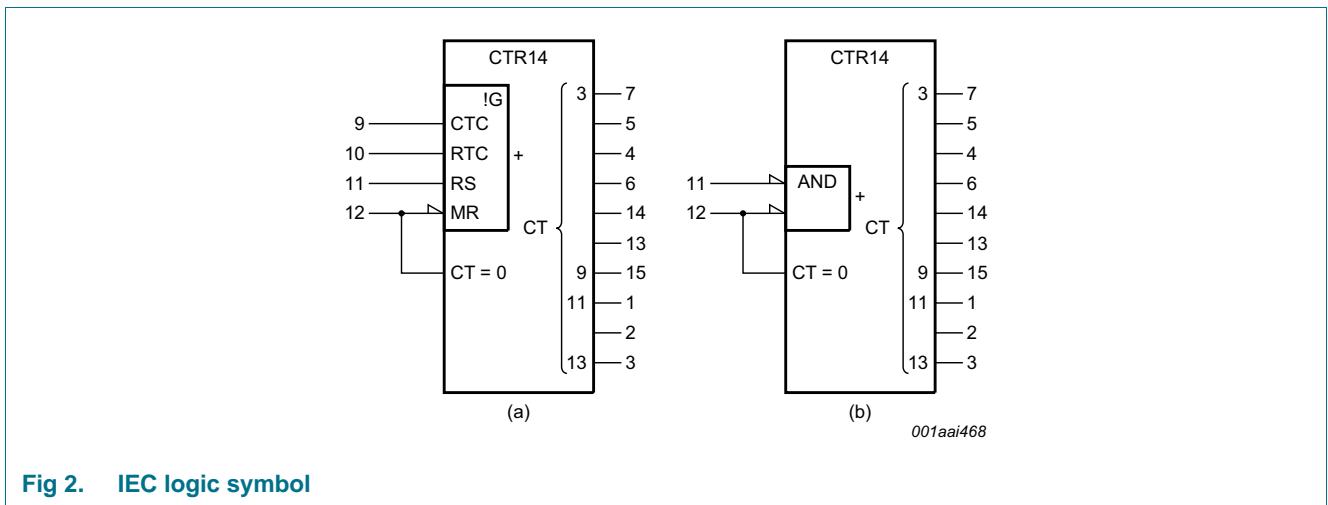 CTR14 CTR14
!G
3 7 3 7
9 CTC 5 5
10 RTC + 4 4
11 RS 6 11 AND 6
12 MR 14 12 + 14
CT CT
13 13
CT = 0 9 15 CT = 0 9 15
11 1 11 1
2 2
13 3 13 3
(a) (b)
001aai468
Fig 2. IEC logic symbol